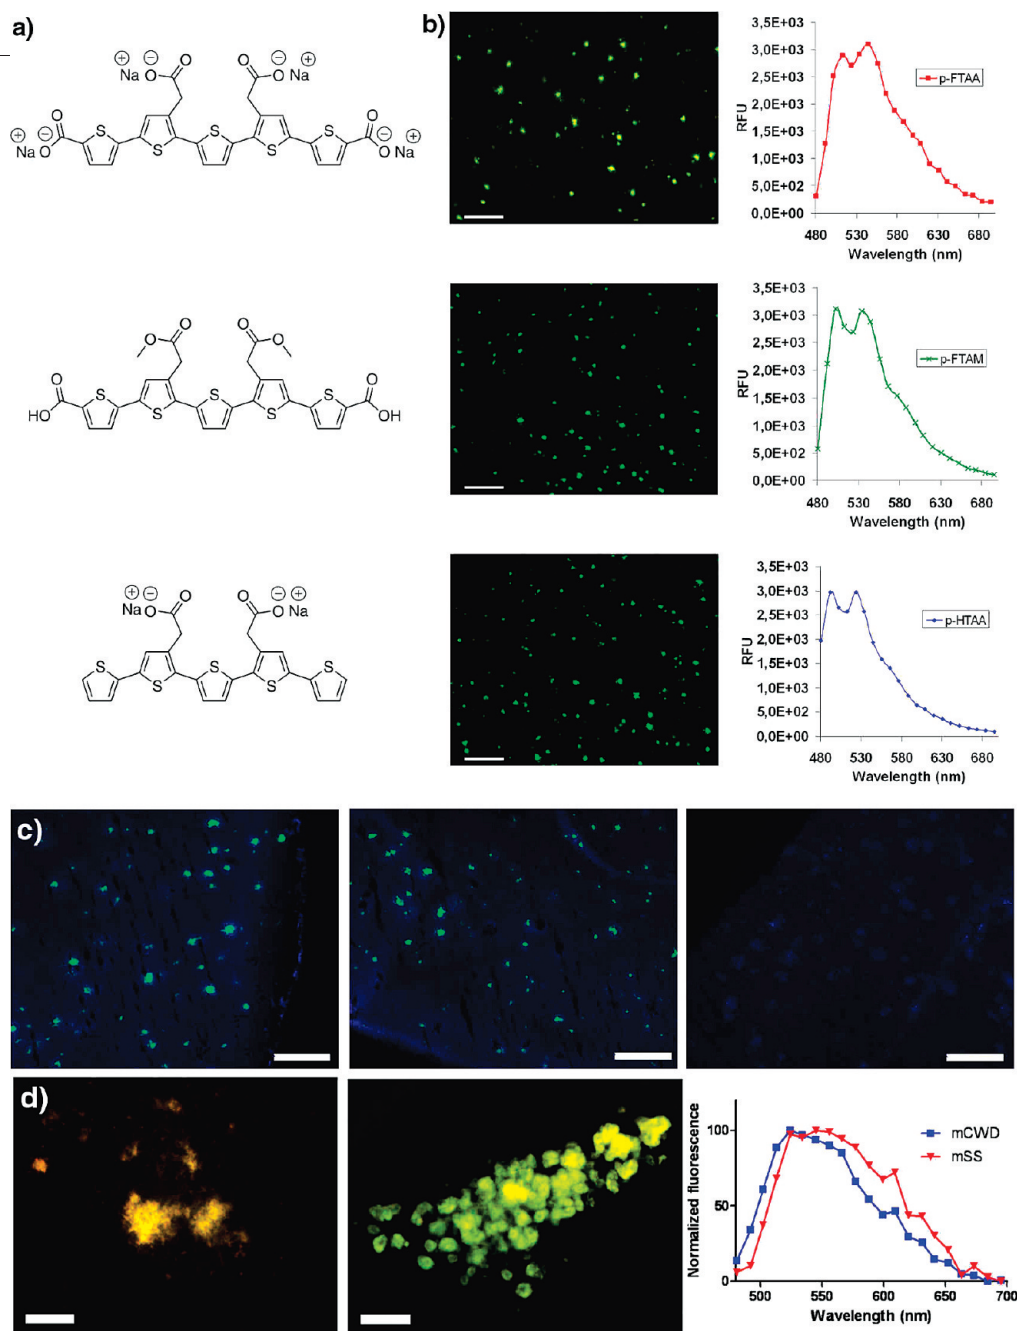 a)
Na ⊕ ⊖ O O
O O ⊖ ⊕ Na
O S S S S S O
Na ⊕ ⊖ O O ⊖ ⊕ Na
b)
3,5E+03
3,0E+03
2,5E+03
2,0E+03
1,5E+03
1,0E+03
5,0E+02
0,0E+00
RFU
p-FTAA
480 530 580 630 680
Wavelength (nm)
O O
O O
O S S S S S O
HO OH
3,5E+03
3,0E+03
2,5E+03
2,0E+03
1,5E+03
1,0E+03
5,0E+02
0,0E+00
RFU
p-FTAM
480 530 580 630 680
Wavelength (nm)
⊕ ⊖ O O ⊖ ⊕
Na O O Na
S S S S S
3,5E+03
3,0E+03
2,5E+03
2,0E+03
1,5E+03
1,0E+03
5,0E+02
0,0E+00
RFU
p-HTAA
480 530 580 630 680
Wavelength (nm)
c)
d)
Normalized fluorescence
100
50
0
mCWD
mSS
500 550 600 650 700
Wavelength (nm)